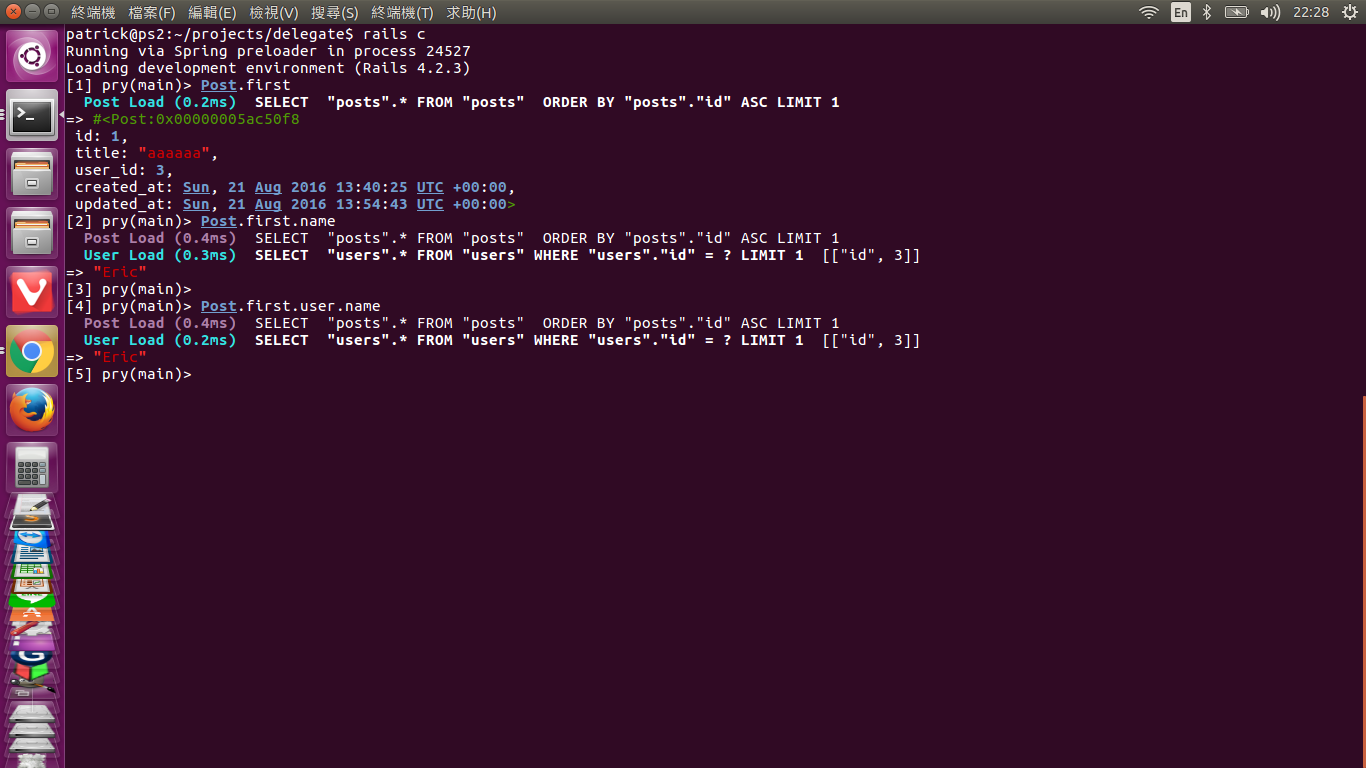 終端機 檔案(F) 編輯(E) 檢視(V) 搜尋(S) 終端機(T) 求助(H) En 22:28
patrick@ps2:~/projects/delegate$ rails c
Running via Spring preloader in process 24527
Loading development environment (Rails 4.2.3)
[1] pry(main)> Post.first
  Post Load (0.2ms)  SELECT  "posts".* FROM "posts"  ORDER BY "posts"."id" ASC LIMIT 1
=> #<Post:0x00000005ac50f8
 id: 1,
 title: "aaaaaa",
 user_id: 3,
 created_at: Sun, 21 Aug 2016 13:40:25 UTC +00:00,
 updated_at: Sun, 21 Aug 2016 13:54:43 UTC +00:00>
[2] pry(main)> Post.first.name
  Post Load (0.4ms)  SELECT  "posts".* FROM "posts"  ORDER BY "posts"."id" ASC LIMIT 1
  User Load (0.3ms)  SELECT  "users".* FROM "users" WHERE "users"."id" = ? LIMIT 1  [["id", 3]]
=> "Eric"
[3] pry(main)>
[4] pry(main)> Post.first.user.name
  Post Load (0.4ms)  SELECT  "posts".* FROM "posts"  ORDER BY "posts"."id" ASC LIMIT 1
  User Load (0.2ms)  SELECT  "users".* FROM "users" WHERE "users"."id" = ? LIMIT 1  [["id", 3]]
=> "Eric"
[5] pry(main)>